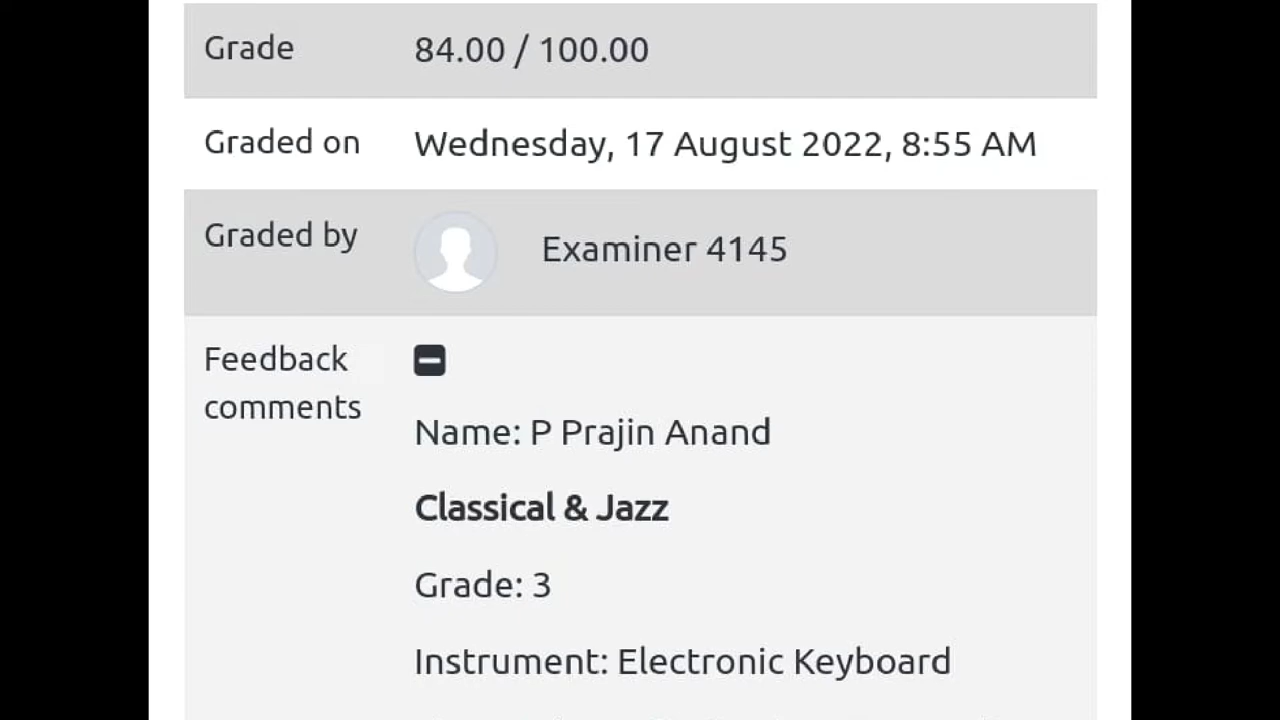 Grade 84.00 / 100.00
Graded on Wednesday, 17 August 2022, 8:55 AM
Graded by Examiner 4145
Feedback comments
Name: P Prajin Anand
Classical & Jazz
Grade: 3
Instrument: Electronic Keyboard